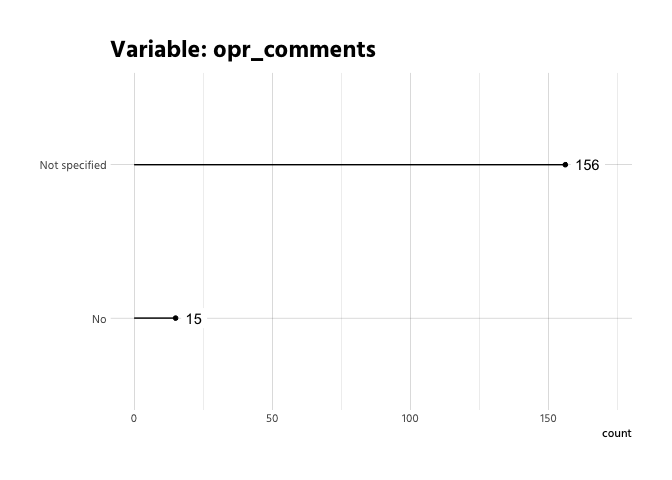 Variable: opr_comments
Not specified
156
No
15
0 50 100 150
count